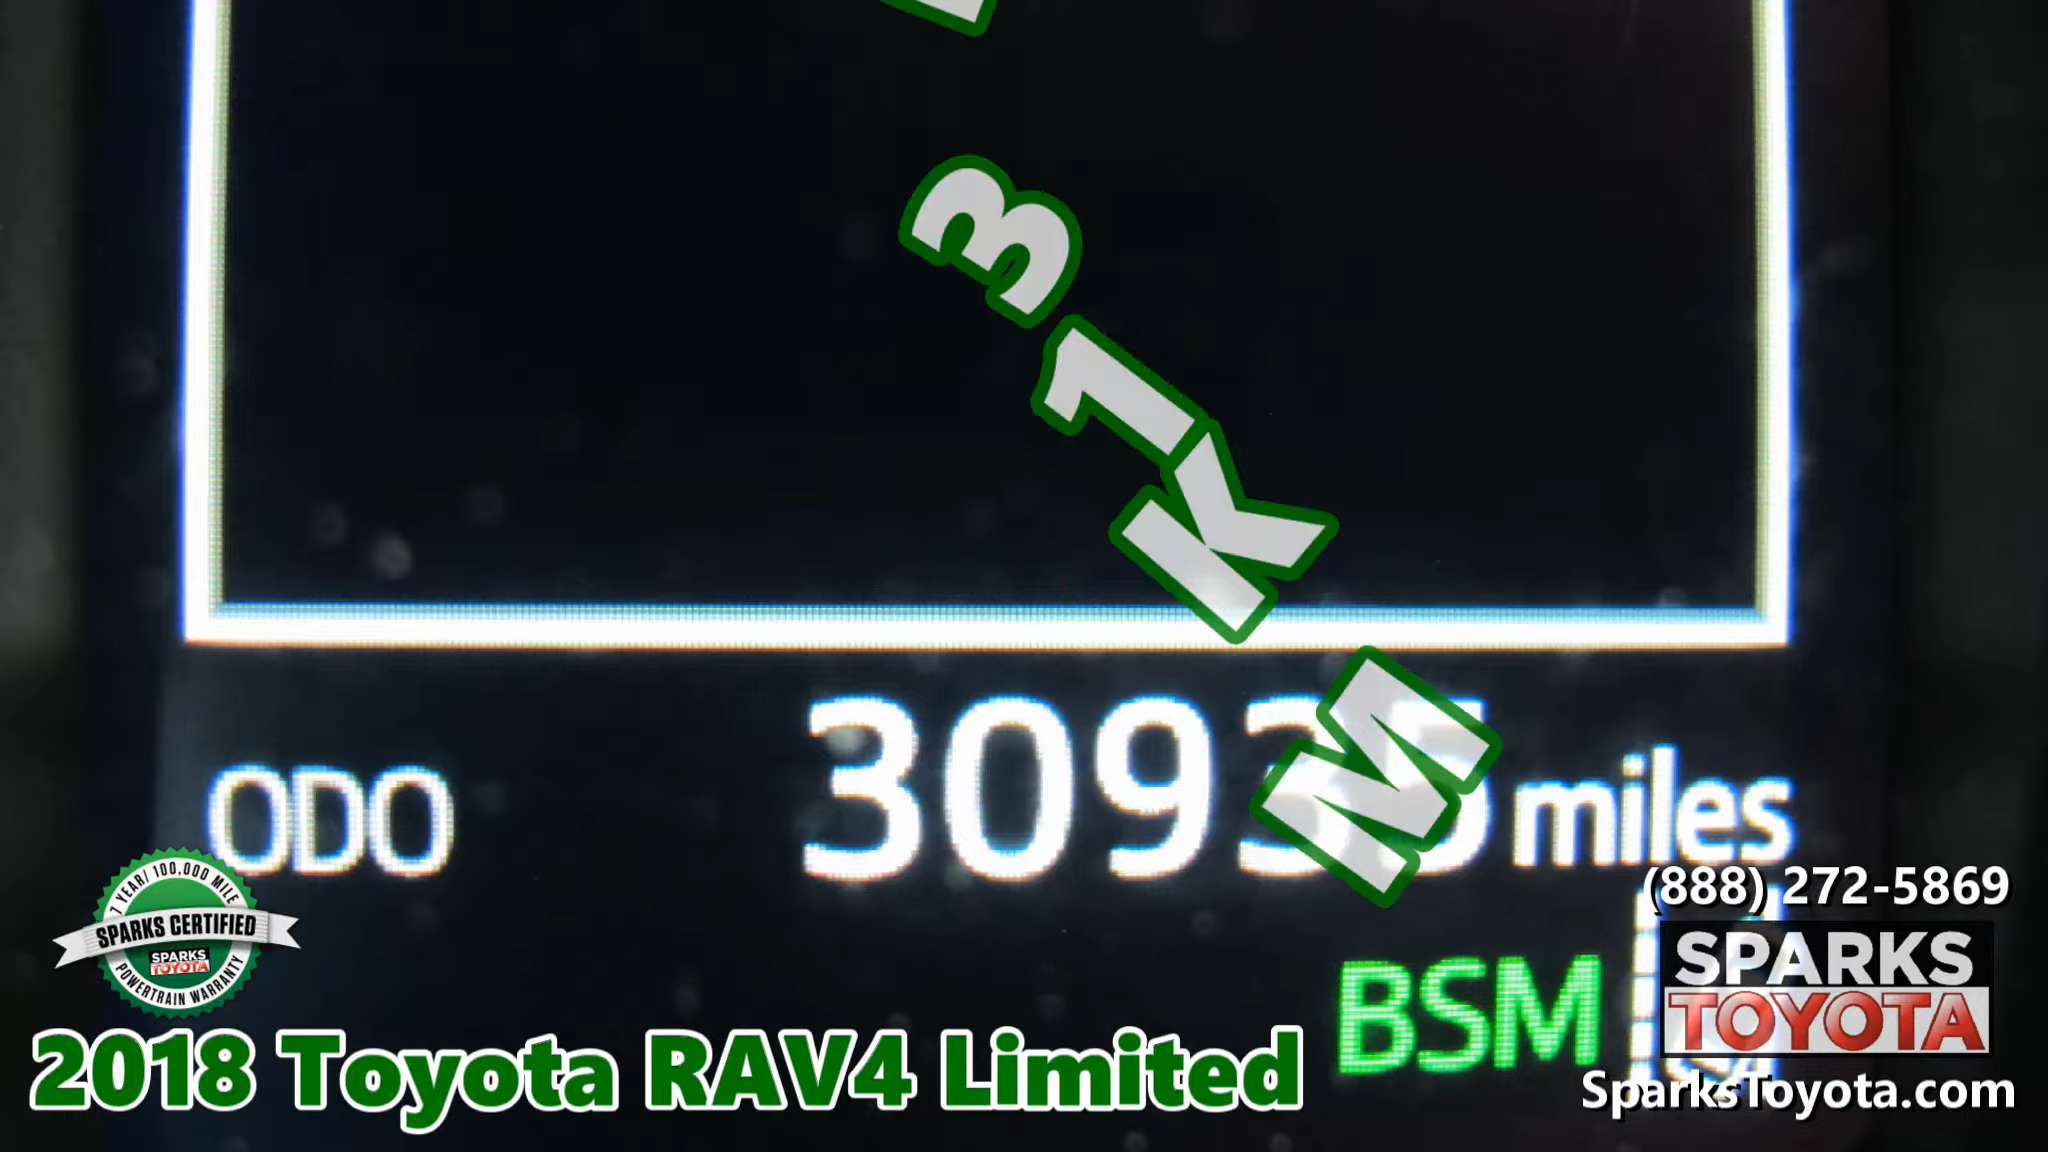 31K M
ODO 30935 miles
(888) 272-5869
7 YEAR/ 100,000 MILE
SPARKS CERTIFIED
SPARKS
TOYOTA
POWERTRAIN WARRANTY
BSM
SPARKS
TOYOTA
2018 Toyota RAV4 Limited
SparksToyota.com